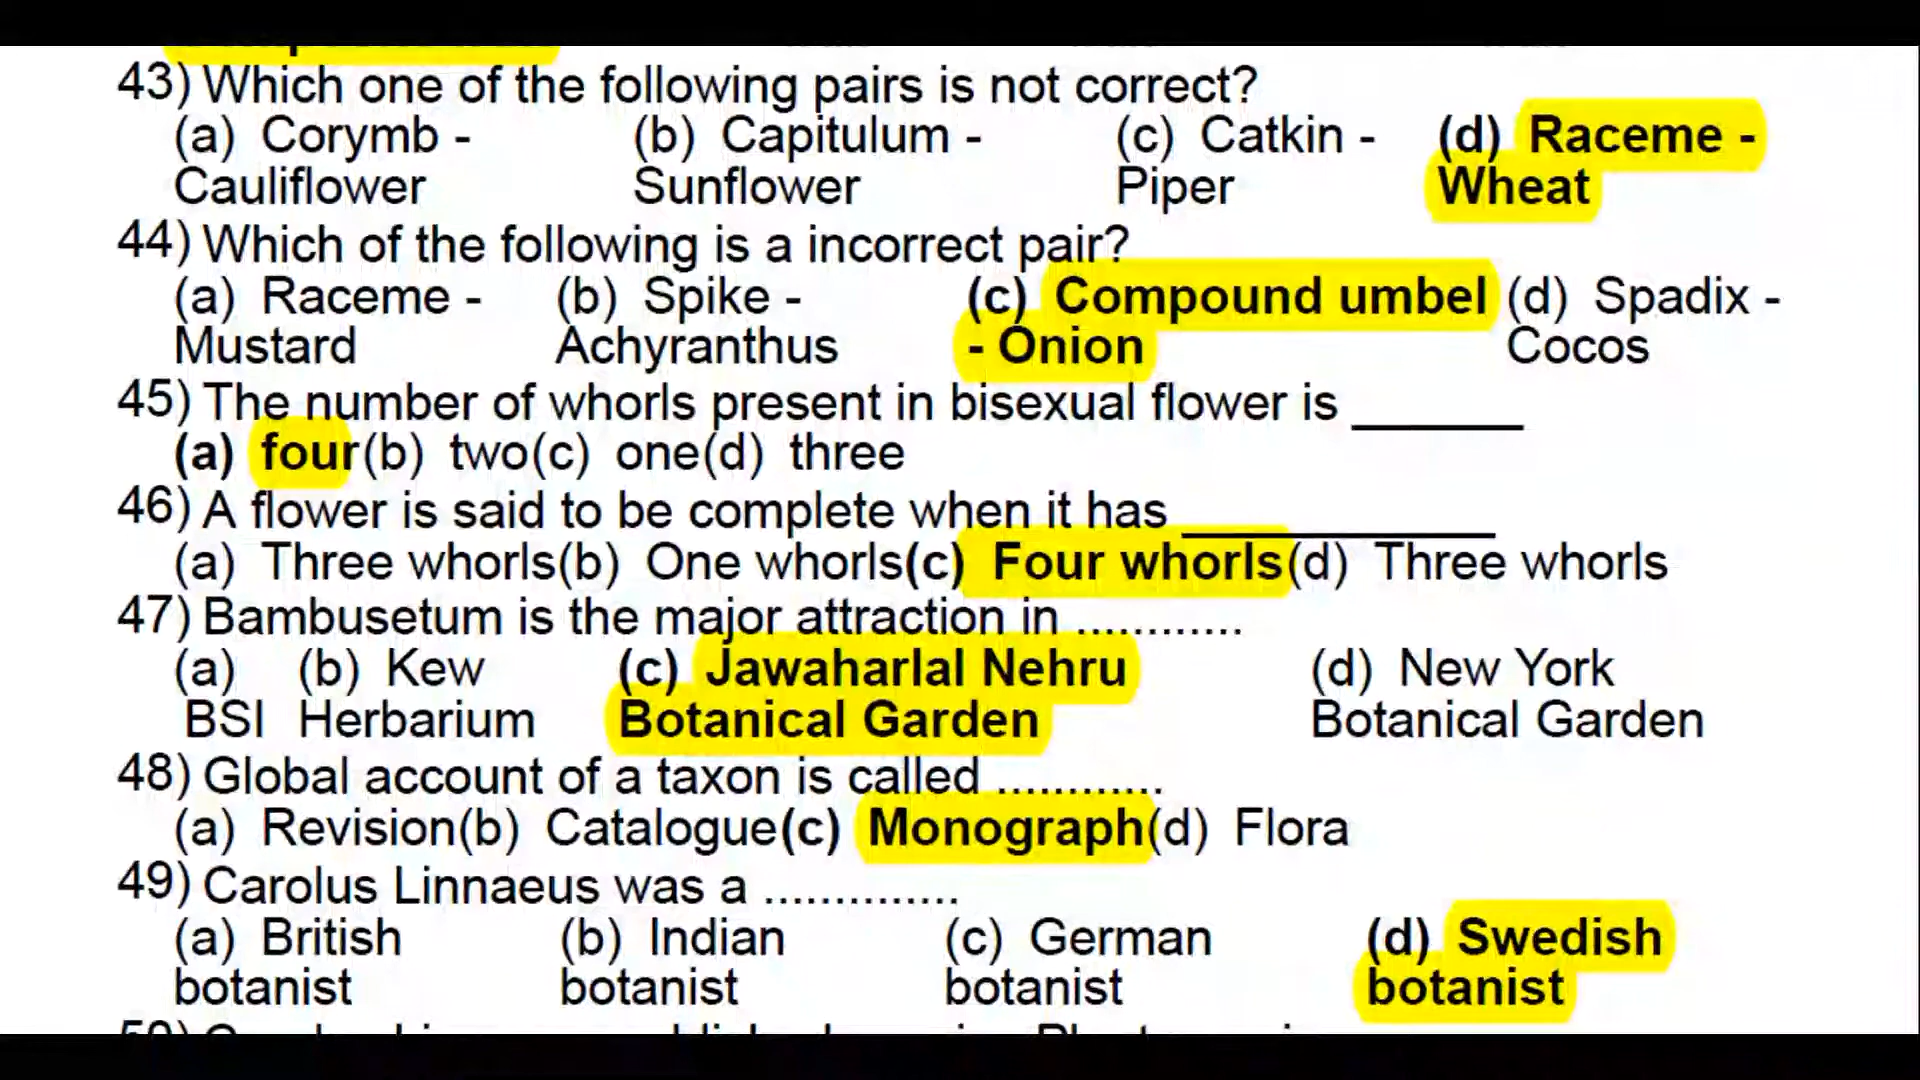 43) Which one of the following pairs is not correct?
(a) Corymb - (b) Capitulum - (c) Catkin - (d) Raceme -
Cauliflower Sunflower Piper Wheat
44) Which of the following is a incorrect pair?
(a) Raceme - (b) Spike - (c) Compound umbel (d) Spadix -
Mustard Achyranthus - Onion Cocos
45) The number of whorls present in bisexual flower is ______
(a) four(b) two(c) one(d) three
46) A flower is said to be complete when it has ___________
(a) Three whorls(b) One whorls(c) Four whorls(d) Three whorls
47) Bambusetum is the major attraction in ............
(a) (b) Kew (c) Jawaharlal Nehru (d) New York
BSI Herbarium Botanical Garden Botanical Garden
48) Global account of a taxon is called ............
(a) Revision(b) Catalogue(c) Monograph(d) Flora
49) Carolus Linnaeus was a ..............
(a) British (b) Indian (c) German (d) Swedish
botanist botanist botanist botanist